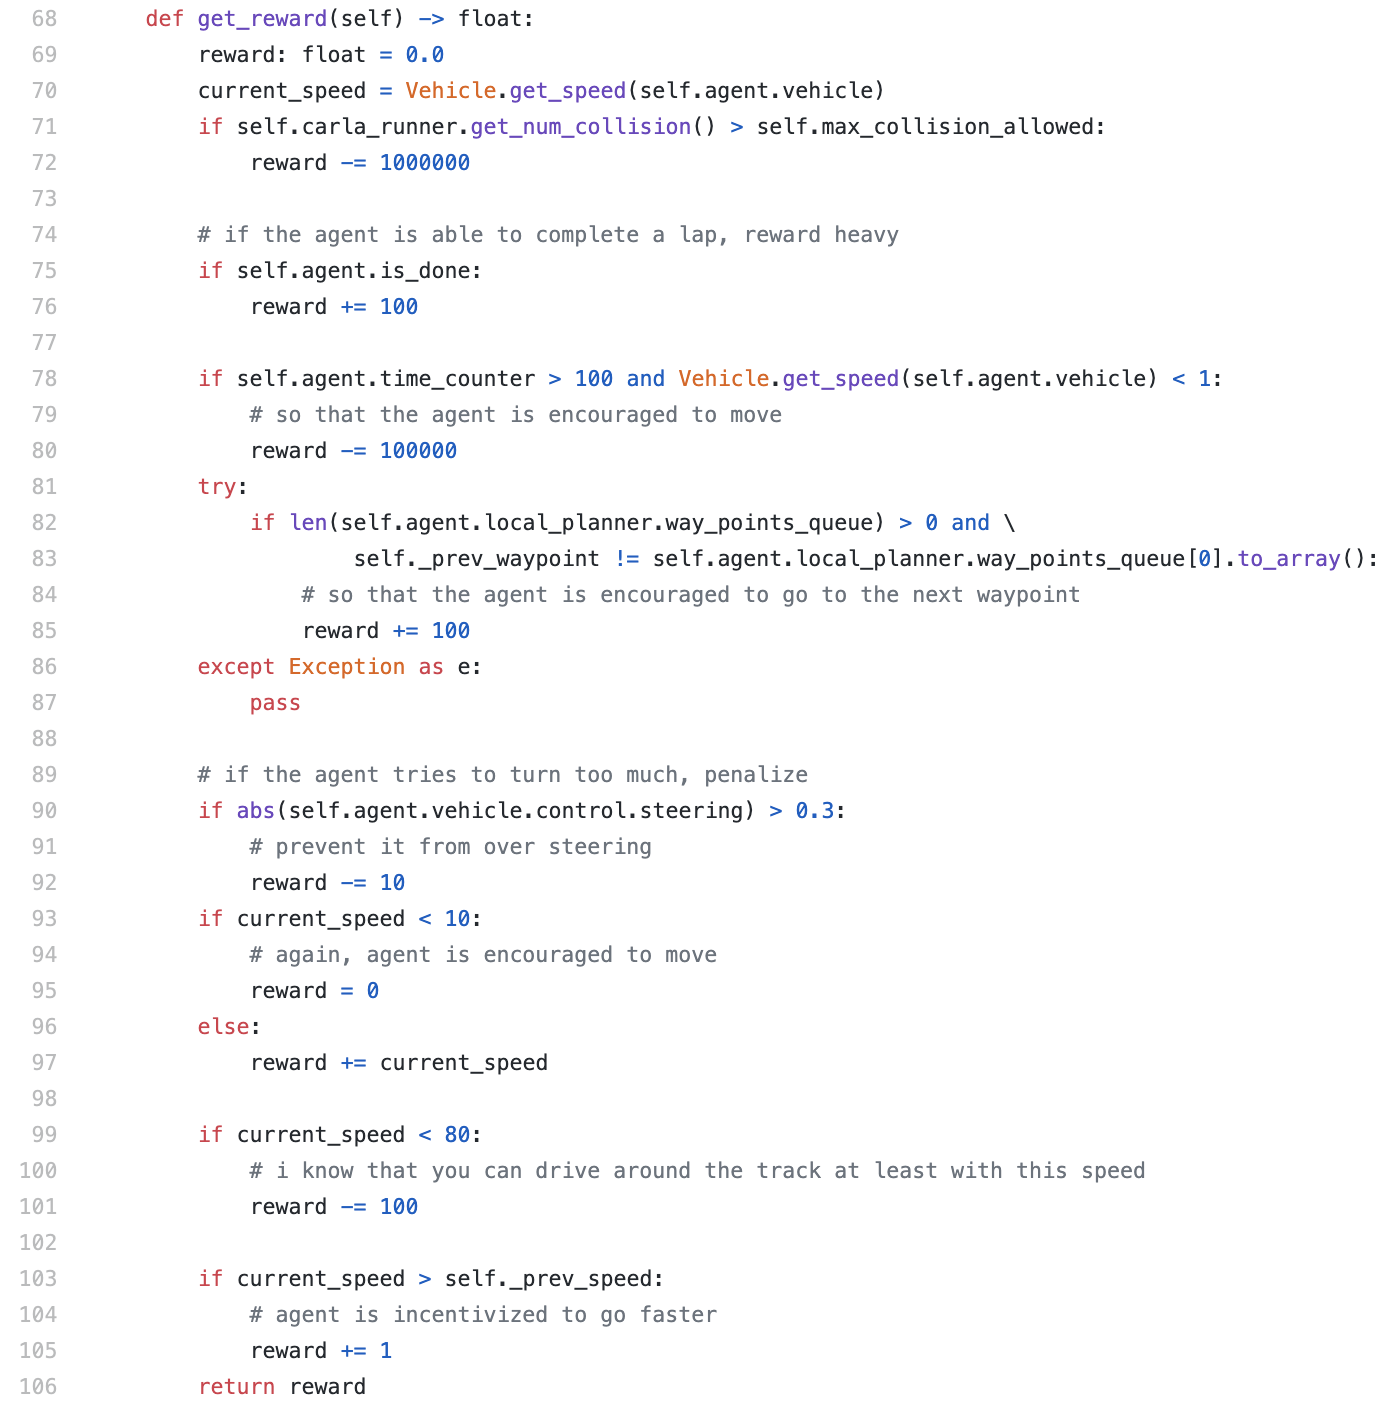 68 def get_reward(self) -> float:
69 reward: float = 0.0
70 current_speed = Vehicle.get_speed(self.agent.vehicle)
71 if self.carla_runner.get_num_collision() > self.max_collision_allowed:
72 reward -= 1000000
73
74 # if the agent is able to complete a lap, reward heavy
75 if self.agent.is_done:
76 reward += 100
77
78 if self.agent.time_counter > 100 and Vehicle.get_speed(self.agent.vehicle) < 1:
79 # so that the agent is encouraged to move
80 reward -= 100000
81 try:
82 if len(self.agent.local_planner.way_points_queue) > 0 and \
83 self._prev_waypoint != self.agent.local_planner.way_points_queue[0].to_array():
84 # so that the agent is encouraged to go to the next waypoint
85 reward += 100
86 except Exception as e:
87 pass
88
89 # if the agent tries to turn too much, penalize
90 if abs(self.agent.vehicle.control.steering) > 0.3:
91 # prevent it from over steering
92 reward -= 10
93 if current_speed < 10:
94 # again, agent is encouraged to move
95 reward = 0
96 else:
97 reward += current_speed
98
99 if current_speed < 80:
100 # i know that you can drive around the track at least with this speed
101 reward -= 100
102
103 if current_speed > self._prev_speed:
104 # agent is incentivized to go faster
105 reward += 1
106 return reward